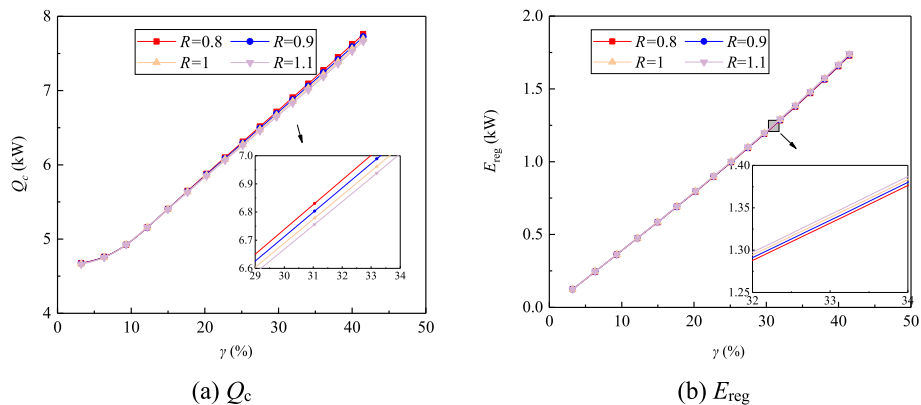 8
7
6
5
4
Q_c (kW)
R=0.8 R=0.9
R=1 R=1.1
7.0
6.9
6.8
6.7
6.6
29 30 31 32 33 34
0 10 20 30 40 50
γ (%)
(a) Q_c
2.0
1.5
1.0
0.5
0.0
E_reg (kW)
R=0.8 R=0.9
R=1 R=1.1
1.40
1.35
1.30
1.25
32 33 34
0 10 20 30 40 50
γ (%)
(b) E_reg